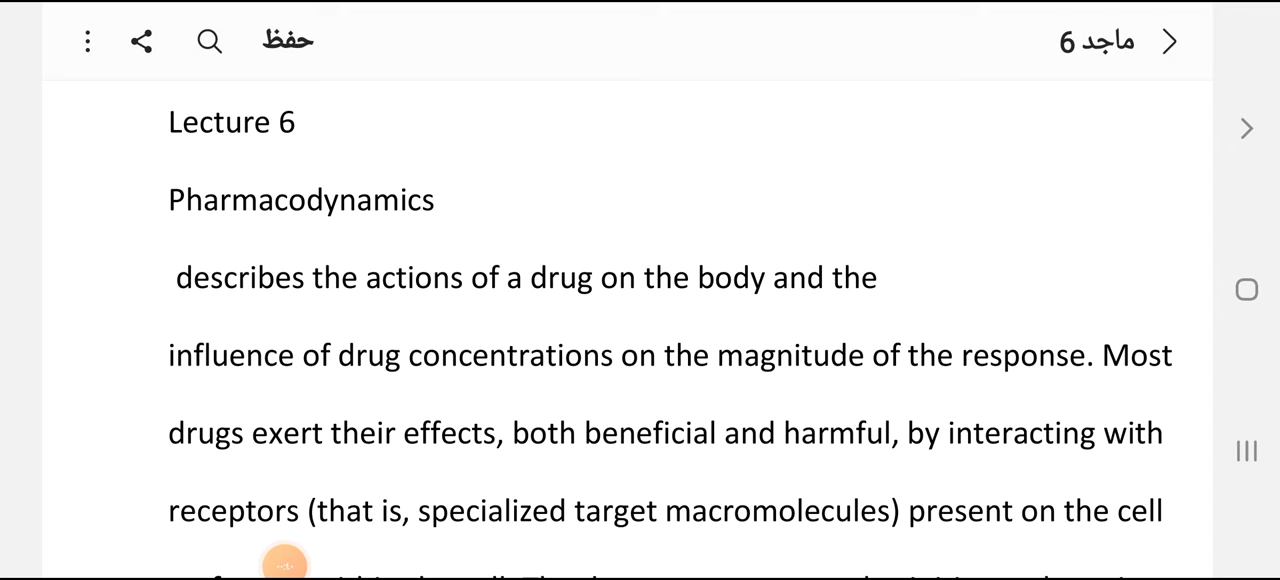 حفظ
ماجد 6
Lecture 6
Pharmacodynamics
describes the actions of a drug on the body and the
influence of drug concentrations on the magnitude of the response. Most
drugs exert their effects, both beneficial and harmful, by interacting with
receptors (that is, specialized target macromolecules) present on the cell